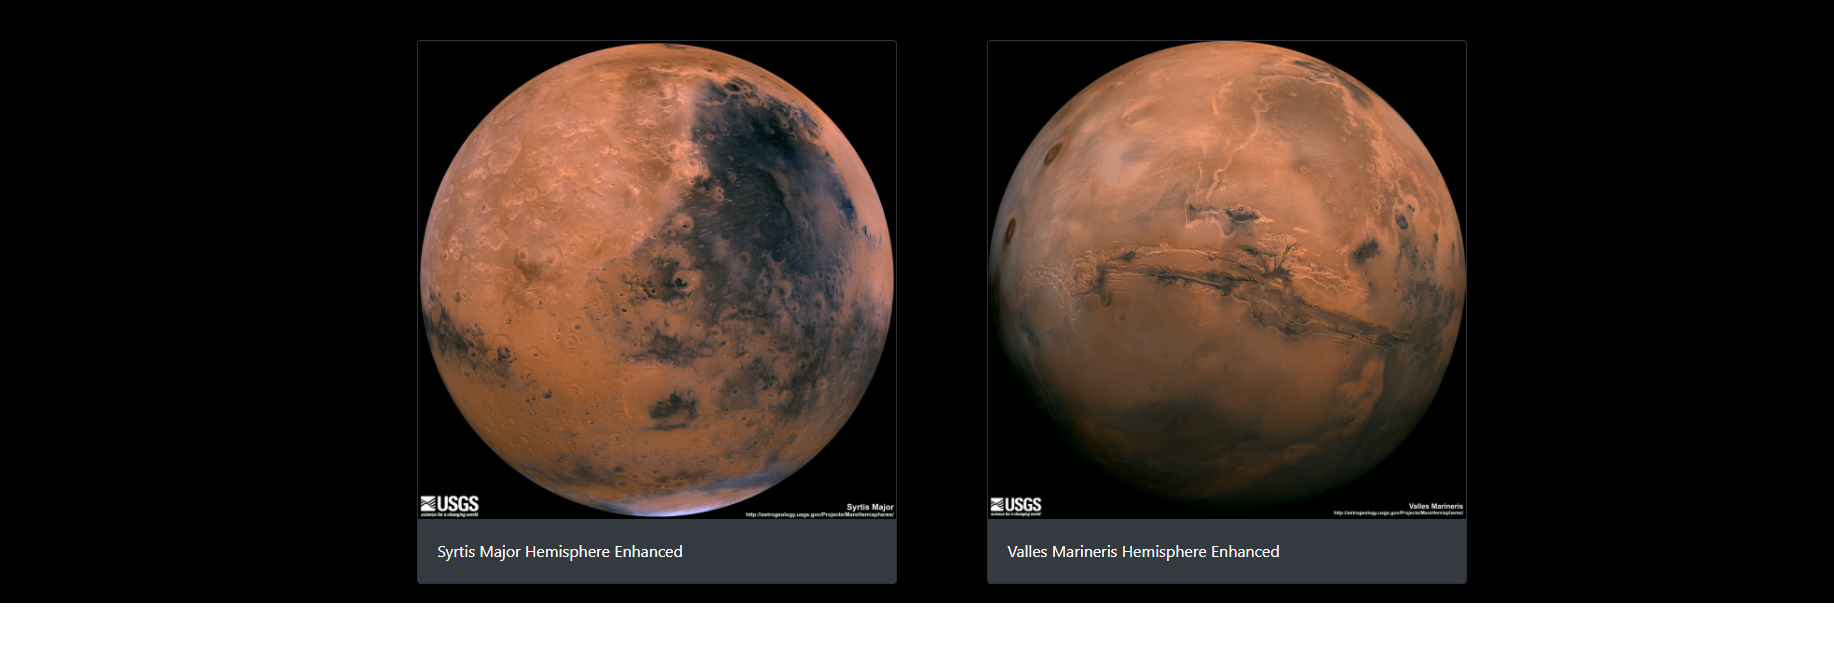 USGS
science for a changing world
Syrtis Major
http://astrogeology.usgs.gov/Projects/MarsHemispheres/
Syrtis Major Hemisphere Enhanced
USGS
science for a changing world
Valles Marineris
http://astrogeology.usgs.gov/Projects/MarsHemispheres/
Valles Marineris Hemisphere Enhanced